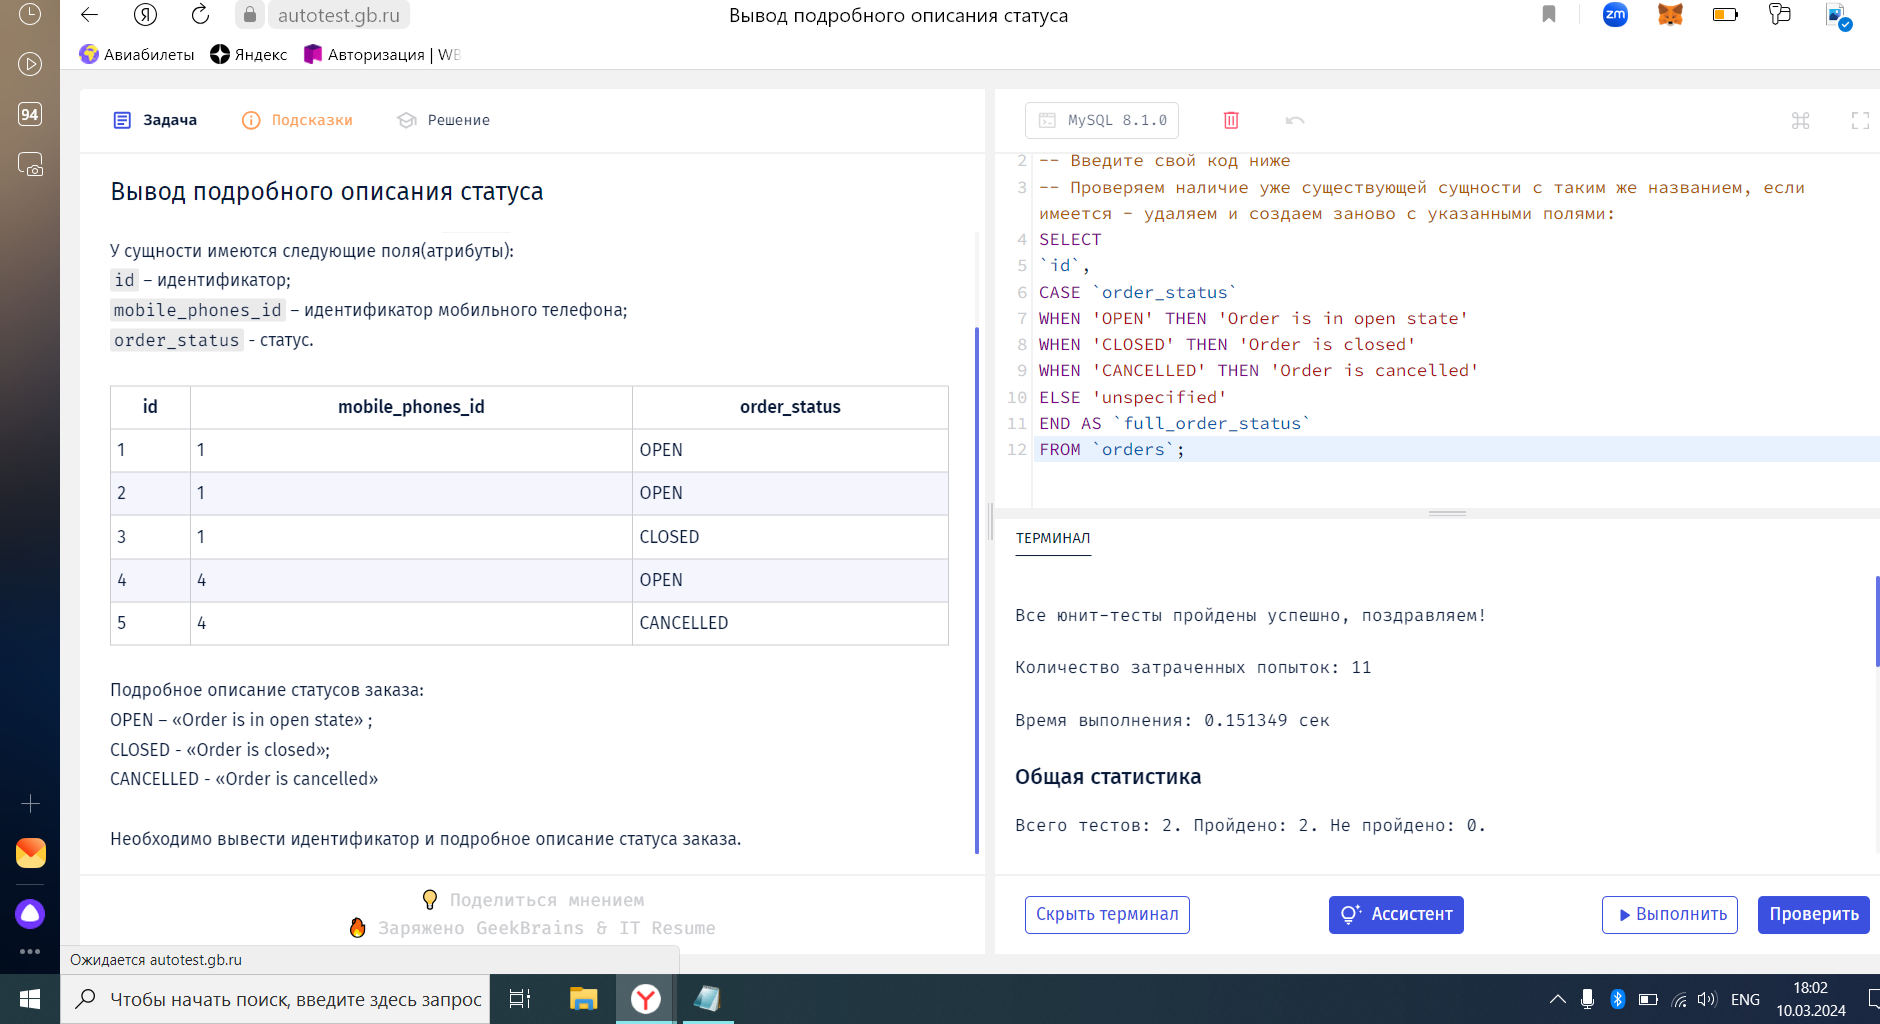 Я
autotest.gb.ru
Вывод подробного описания статуса
zm
Авиабилеты
Яндекс
Авторизация | WB
94
Задача
Подсказки
Решение
Вывод подробного описания статуса
У сущности имеются следующие поля(атрибуты):
id – идентификатор;
mobile_phones_id – идентификатор мобильного телефона;
order_status - статус.
id mobile_phones_id order_status
1 1 OPEN
2 1 OPEN
3 1 CLOSED
4 4 OPEN
5 4 CANCELLED
Подробное описание статусов заказа:
OPEN – «Order is in open state» ;
CLOSED - «Order is closed»;
CANCELLED - «Order is cancelled»
Необходимо вывести идентификатор и подробное описание статуса заказа.
Поделиться мнением
Заряжено GeekBrains & IT Resume
Ожидается autotest.gb.ru
MySQL 8.1.0
2 -- Введите свой код ниже
3 -- Проверяем наличие уже существующей сущности с таким же названием, если
имеется - удаляем и создаем заново с указанными полями:
4 SELECT
5 `id`,
6 CASE `order_status`
7 WHEN 'OPEN' THEN 'Order is in open state'
8 WHEN 'CLOSED' THEN 'Order is closed'
9 WHEN 'CANCELLED' THEN 'Order is cancelled'
10 ELSE 'unspecified'
11 END AS `full_order_status`
12 FROM `orders`;
ТЕРМИНАЛ
Все юнит-тесты пройдены успешно, поздравляем!
Количество затраченных попыток: 11
Время выполнения: 0.151349 сек
Общая статистика
Всего тестов: 2. Пройдено: 2. Не пройдено: 0.
Скрыть терминал
Ассистент
Выполнить
Проверить
Чтобы начать поиск, введите здесь запрос
ENG
18:02
10.03.2024